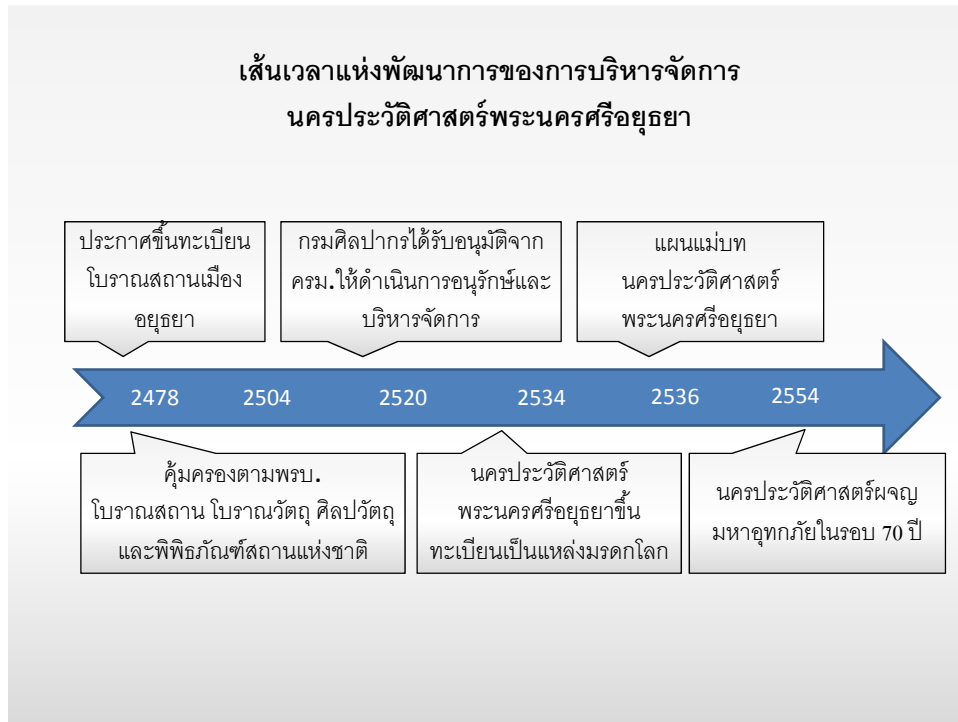 เส้นเวลาแห่งพัฒนาการของการบริหารจัดการ
นครประวัติศาสตร์พระนครศรีอยุธยา
ประกาศขึ้นทะเบียน
โบราณสถานเมือง
อยุธยา
กรมศิลปากรได้รับอนุมัติจาก
ครม.ให้ดำเนินการอนุรักษ์และ
บริหารจัดการ
แผนแม่บท
นครประวัติศาสตร์
พระนครศรีอยุธยา
2478 2504 2520 2534 2536 2554
คุ้มครองตามพรบ.
โบราณสถาน โบราณวัตถุ ศิลปวัตถุ
และพิพิธภัณฑ์สถานแห่งชาติ
นครประวัติศาสตร์
พระนครศรีอยุธยาขึ้น
ทะเบียนเป็นแหล่งมรดกโลก
นครประวัติศาสตร์ผจญ
มหาอุทกภัยในรอบ 70 ปี